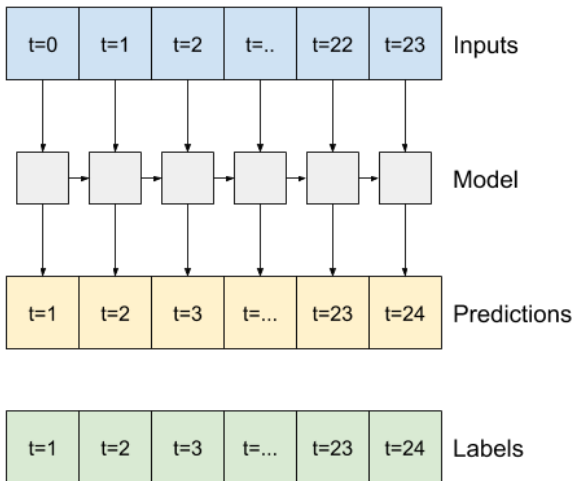 t=0 t=1 t=2 t=.. t=22 t=23 Inputs
Model
t=1 t=2 t=3 t=... t=23 t=24 Predictions
t=1 t=2 t=3 t=... t=23 t=24 Labels